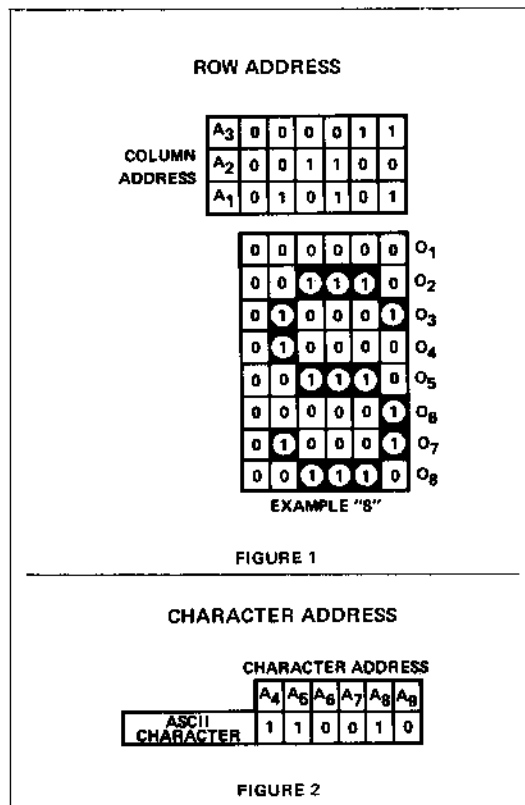 ROW ADDRESS
COLUMN ADDRESS
A3 0 0 0 0 1 1
A2 0 0 1 1 0 0
A1 0 1 0 1 0 1
0 0 0 0 0 0 O1
0 0 1 1 1 0 O2
0 1 0 0 0 1 O3
0 1 0 0 0 0 O4
0 0 1 1 1 0 O5
0 0 0 0 0 1 O6
0 1 0 0 0 1 O7
0 0 1 1 1 0 O8
EXAMPLE "8"
FIGURE 1
CHARACTER ADDRESS
CHARACTER ADDRESS
A4 A5 A6 A7 A8 A9
ASCII CHARACTER 1 1 0 0 1 0
FIGURE 2